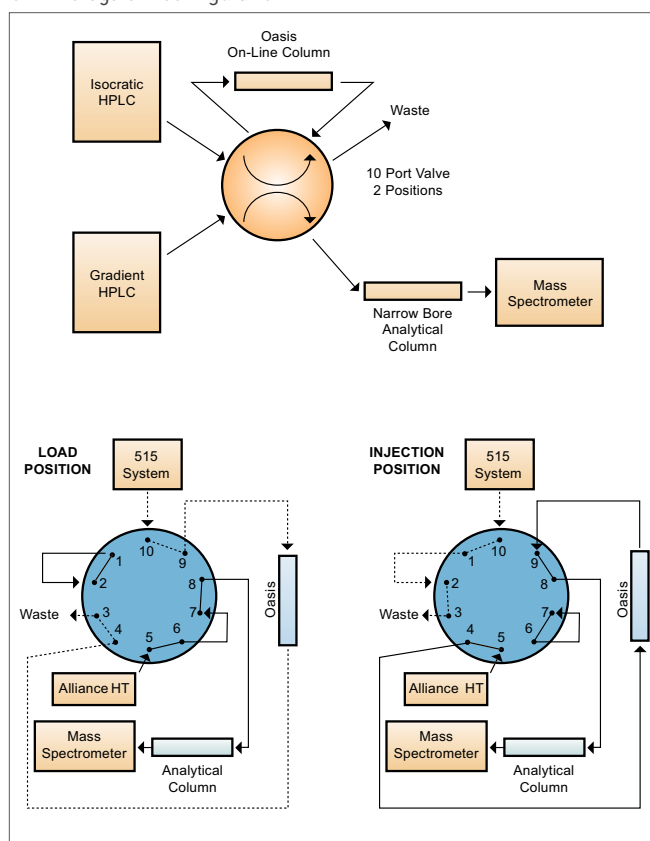 Oasis
On-Line Column
Isocratic
HPLC
Waste
10 Port Valve
2 Positions
Gradient
HPLC
Mass
Spectrometer
Narrow Bore
Analytical
Column
LOAD
POSITION
515
System
10
1
9
2
8
3
7
4
5
6
Waste
Oasis
Alliance HT
Mass
Spectrometer
Analytical
Column
INJECTION
POSITION
515
System
10
1
9
2
8
3
7
4
5
6
Waste
Oasis
Alliance HT
Mass
Spectrometer
Analytical
Column